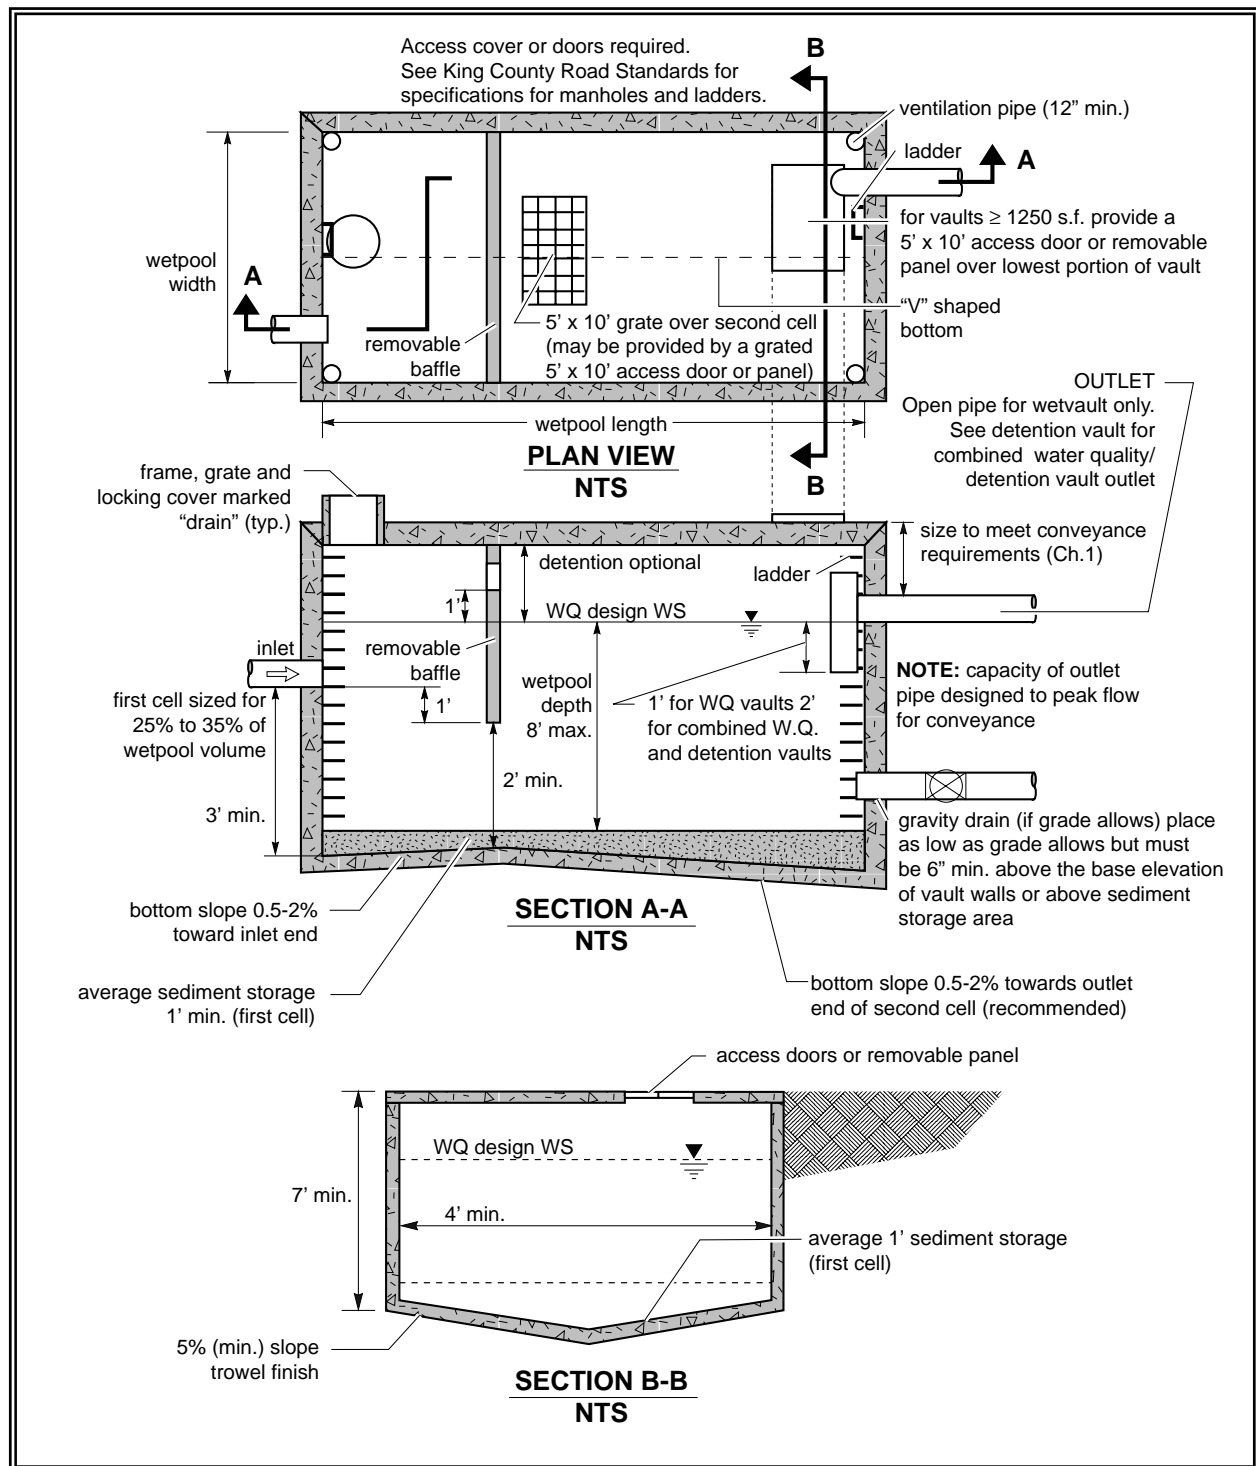 Access cover or doors required.
See King County Road Standards for
specifications for manholes and ladders.
B
ventilation pipe (12” min.)
ladder
A
for vaults ≥ 1250 s.f. provide a
5’ x 10’ access door or removable
panel over lowest portion of vault
wetpool
width
A
“V” shaped
bottom
removable
baffle
5’ x 10’ grate over second cell
(may be provided by a grated
5’ x 10’ access door or panel)
wetpool length
PLAN VIEW
NTS
B
OUTLET
Open pipe for wetvault only.
See detention vault for
combined water quality/
detention vault outlet
frame, grate and
locking cover marked
“drain” (typ.)
size to meet conveyance
requirements (Ch.1)
detention optional
ladder
1’
WQ design WS
inlet
removable
baffle
first cell sized for
25% to 35% of
wetpool volume
1’
wetpool
depth
8’ max.
1’ for WQ vaults 2’
for combined W.Q.
and detention vaults
NOTE: capacity of outlet
pipe designed to peak flow
for conveyance
2’ min.
3’ min.
gravity drain (if grade allows) place
as low as grade allows but must
be 6” min. above the base elevation
of vault walls or above sediment
storage area
bottom slope 0.5-2%
toward inlet end
SECTION A-A
NTS
average sediment storage
1’ min. (first cell)
bottom slope 0.5-2% towards outlet
end of second cell (recommended)
access doors or removable panel
WQ design WS
7’ min.
4’ min.
average 1’ sediment storage
(first cell)
5% (min.) slope
trowel finish
SECTION B-B
NTS